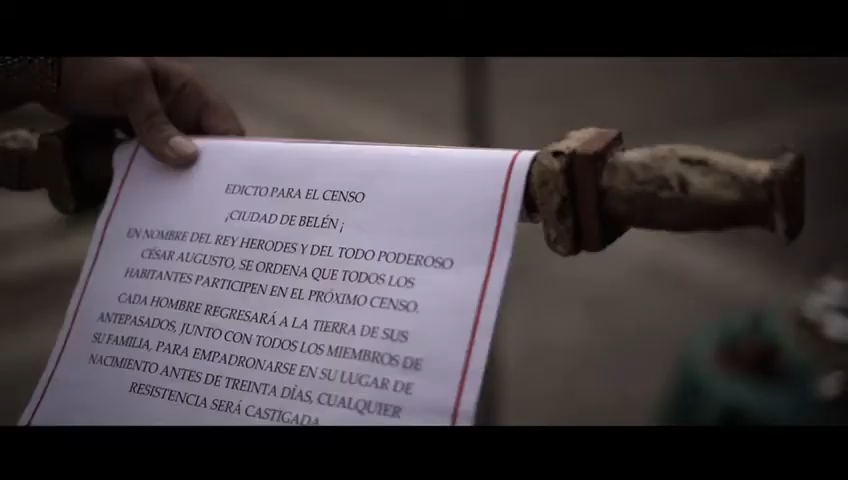 EDICTO PARA EL CENSO
¡CIUDAD DE BELÉN ¡
EN NOMBRE DEL REY HERODES Y DEL TODO PODEROSO
CÉSAR AUGUSTO, SE ORDENA QUE TODOS LOS
HABITANTES PARTICIPEN EN EL PRÓXIMO CENSO.
CADA HOMBRE REGRESARÁ A LA TIERRA DE SUS
ANTEPASADOS, JUNTO CON TODOS LOS MIEMBROS DE
SU FAMILIA, PARA EMPADRONARSE EN SU LUGAR DE
NACIMIENTO ANTES DE TREINTA DÍAS, CUALQUIER
RESISTENCIA SERÁ CASTIGADA